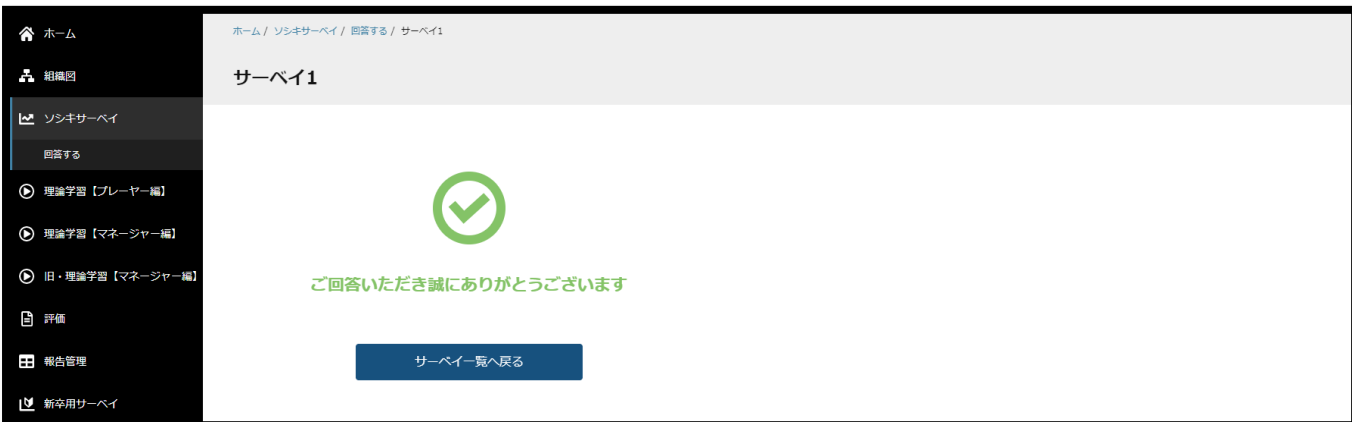 ホーム
組織図
ソシキサーベイ
回答する
理論学習【プレーヤー編】
理論学習【マネージャー編】
旧・理論学習【マネージャー編】
評価
報告管理
新卒用サーベイ
ホーム / ソシキサーベイ / 回答する / サーベイ1
サーベイ1
ご回答いただき誠にありがとうございます
サーベイ一覧へ戻る